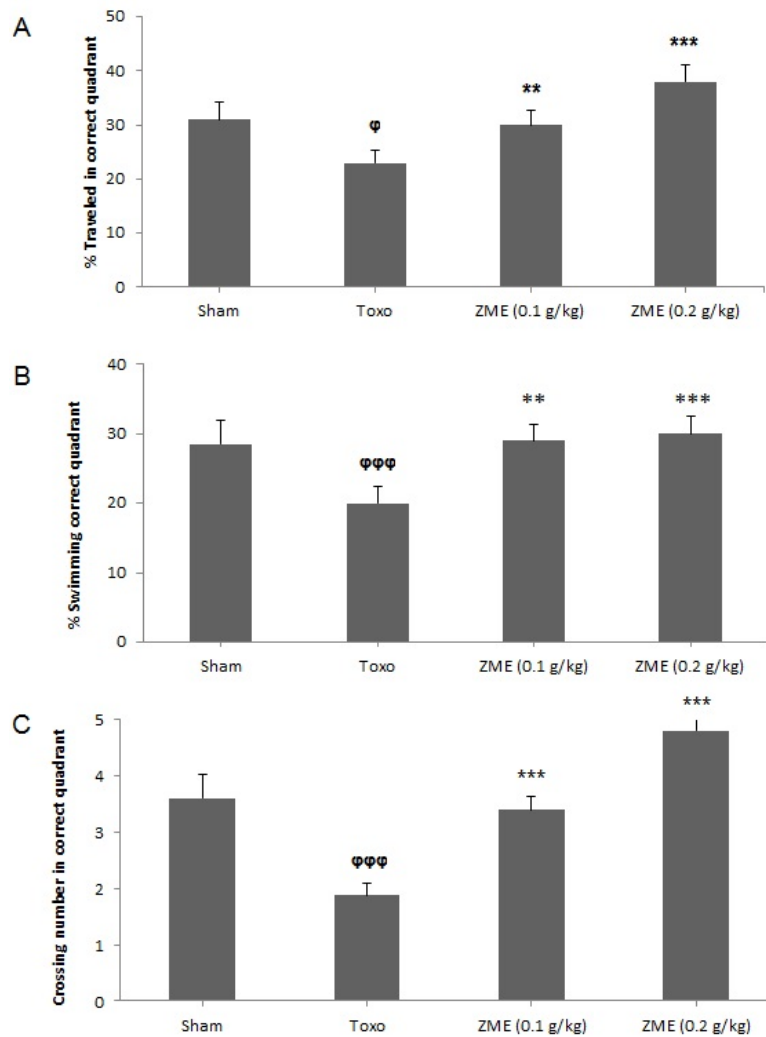 A
% Traveled in correct quadrant
50
40
30
20
10
0
φ
**
***
Sham Toxo ZME (0.1 g/kg) ZME (0.2 g/kg)
B
% Swimming correct quadrant
40
30
20
10
0
φφφ
**
***
Sham Toxo ZME (0.1 g/kg) ZME (0.2 g/kg)
C
Crossing number in correct quadrant
5
4
3
2
1
0
φφφ
***
***
Sham Toxo ZME (0.1 g/kg) ZME (0.2 g/kg)